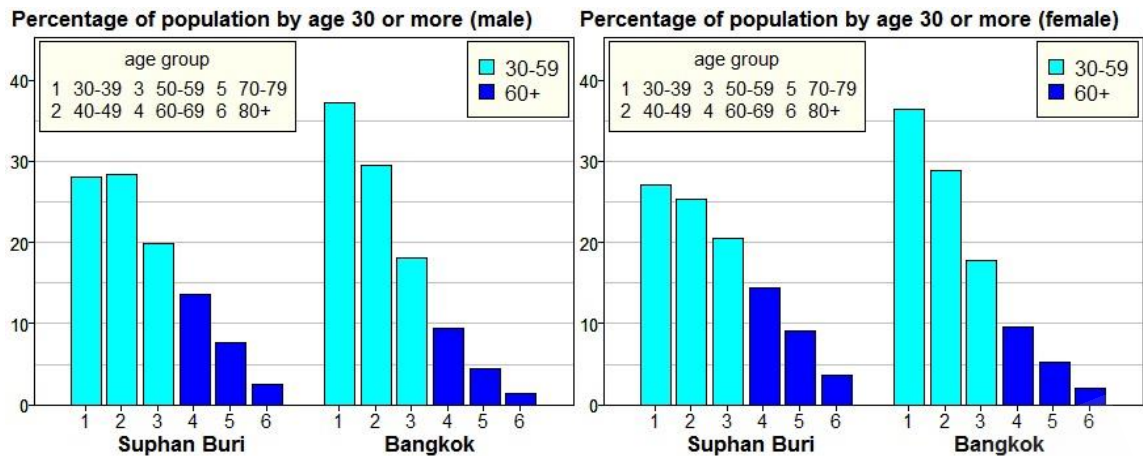 Percentage of population by age 30 or more (male)
age group
1 30-39 3 50-59 5 70-79
2 40-49 4 60-69 6 80+
30-59
60+
40
30
20
10
0
1 2 3 4 5 6
1 2 3 4 5 6
Suphan Buri
Bangkok
Percentage of population by age 30 or more (female)
age group
1 30-39 3 50-59 5 70-79
2 40-49 4 60-69 6 80+
30-59
60+
40
30
20
10
0
1 2 3 4 5 6
1 2 3 4 5 6
Suphan Buri
Bangkok